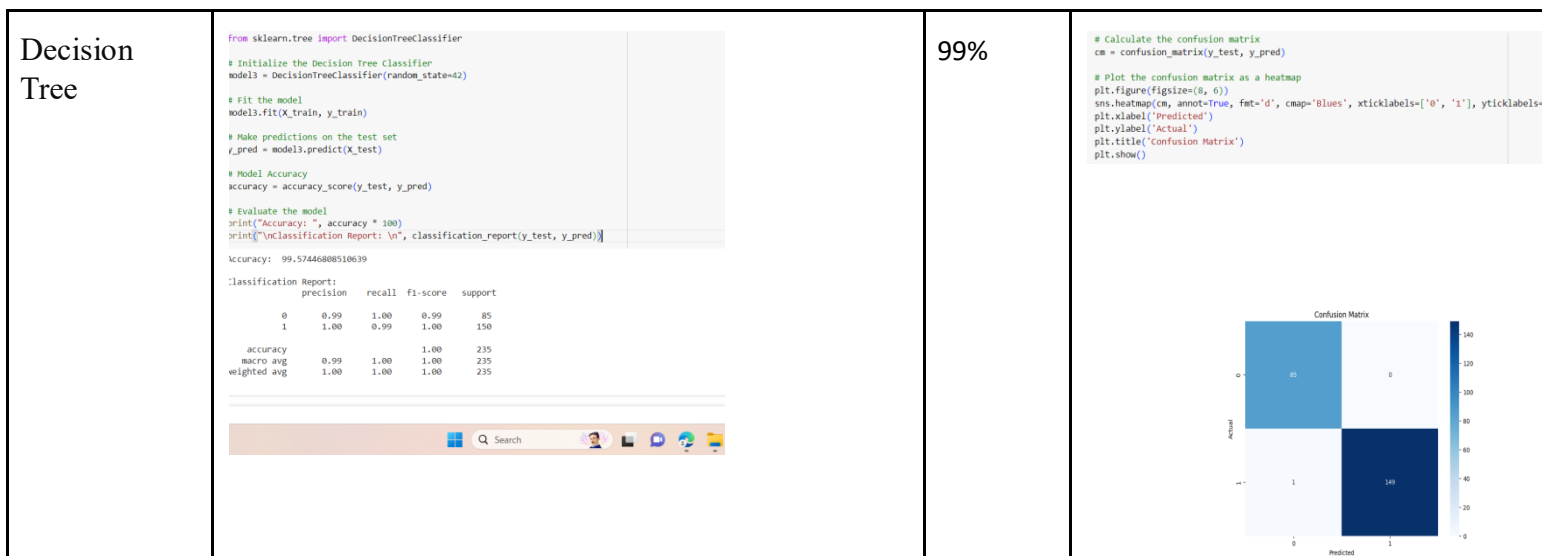 Decision
Tree
from sklearn.tree import DecisionTreeClassifier
# Initialize the Decision Tree Classifier
model3 = DecisionTreeClassifier(random_state=42)
# Fit the model
model3.fit(X_train, y_train)
# Make predictions on the test set
y_pred = model3.predict(X_test)
# Model Accuracy
accuracy = accuracy_score(y_test, y_pred)
# Evaluate the model
print("Accuracy: ", accuracy * 100)
print("\nClassification Report: \n", classification_report(y_test, y_pred))
Accuracy: 99.57446808510639
Classification Report:
precision recall f1-score support
0 0.99 1.00 0.99 85
1 1.00 0.99 1.00 150
accuracy 1.00 235
macro avg 0.99 1.00 1.00 235
weighted avg 1.00 1.00 1.00 235
Search
99%
# Calculate the confusion matrix
cm = confusion_matrix(y_test, y_pred)
# Plot the confusion matrix as a heatmap
plt.figure(figsize=(8, 6))
sns.heatmap(cm, annot=True, fmt='d', cmap='Blues', xticklabels=['0', '1'], yticklabels=
plt.xlabel('Predicted')
plt.ylabel('Actual')
plt.title('Confusion Matrix')
plt.show()
Confusion Matrix
Actual
0
85 0
1
1 149
0 1
Predicted
140
120
100
80
60
40
20
0